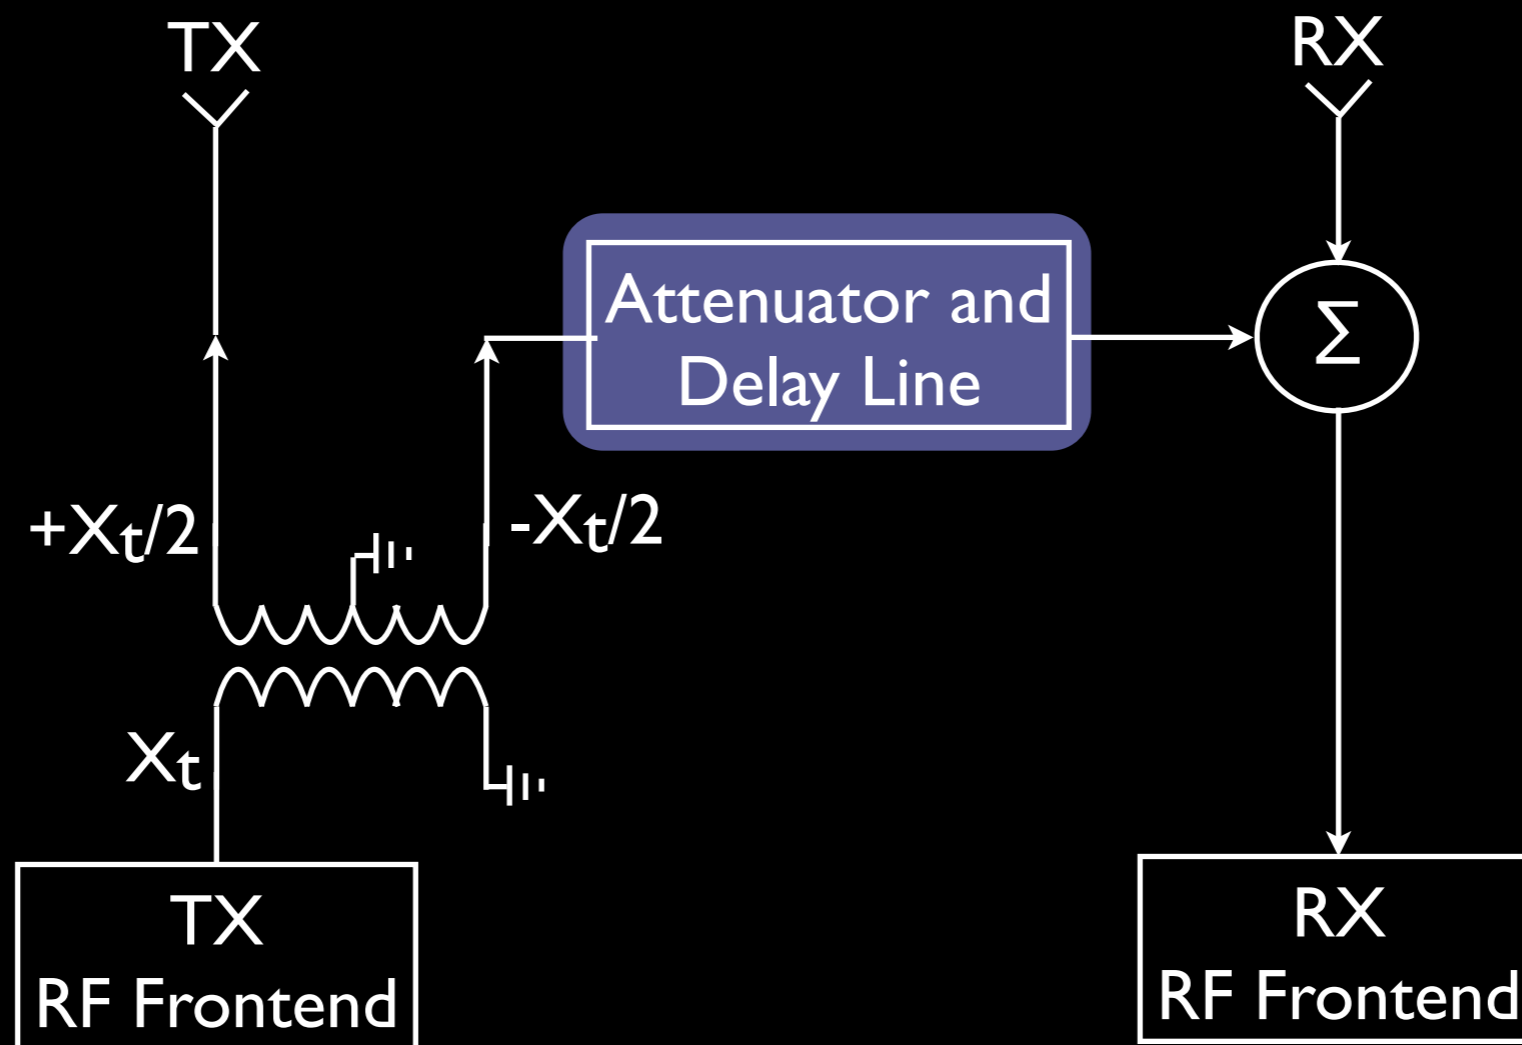 TX
RX
Attenuator and
Delay Line
Σ
+Xt/2
-Xt/2
Xt
TX
RF Frontend
RX
RF Frontend